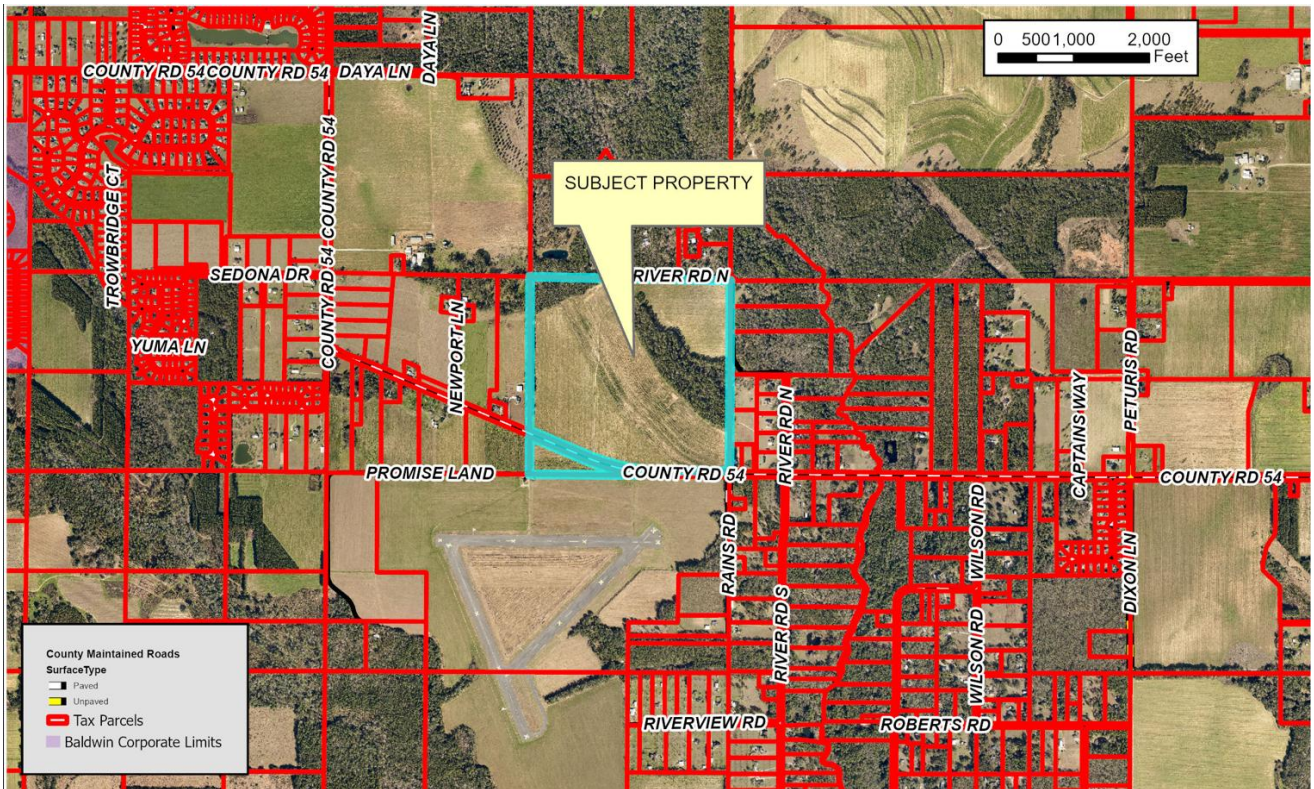 0 500 1,000 2,000
Feet
DAYA LN
COUNTY RD 54 COUNTY RD 54 DAYA LN
COUNTY RD 54
TROWBRIDGE CT
SUBJECT PROPERTY
COUNTY RD 54
SEDONA DR
RIVER RD N
YUMA LN
NEWPORT LN
PETURIS RD
RIVER RD N
CAPTAINS WAY
PROMISE LAND
COUNTY RD 54
COUNTY RD 54
RAINS RD
WILSON RD
DIXON LN
RIVER RD S
WILSON RD
RIVERVIEW RD
ROBERTS RD
County Maintained Roads
SurfaceType
Paved
Unpaved
Tax Parcels
Baldwin Corporate Limits